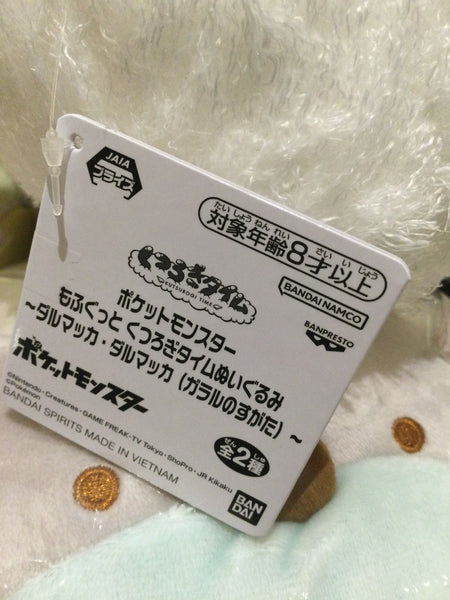 JAIA
プライズ
たいしょうねんれい さいいじょう
対象年齢8才以上
くつろぎタイム
KUTSUROGI TIME
BANDAI NAMCO
BANPRESTO
ポケットモンスター
もふぐっと くつろぎタイムぬいぐるみ
～ダルマッカ・ダルマッカ（ガラルのすがた）～
ポケットモンスター
ぜん しゅ
全2種
©Nintendo・Creatures・GAME FREAK・TV Tokyo・ShoPro・JR Kikaku
©Pokémon
BANDAI SPIRITS MADE IN VIETNAM
BAN
DAI